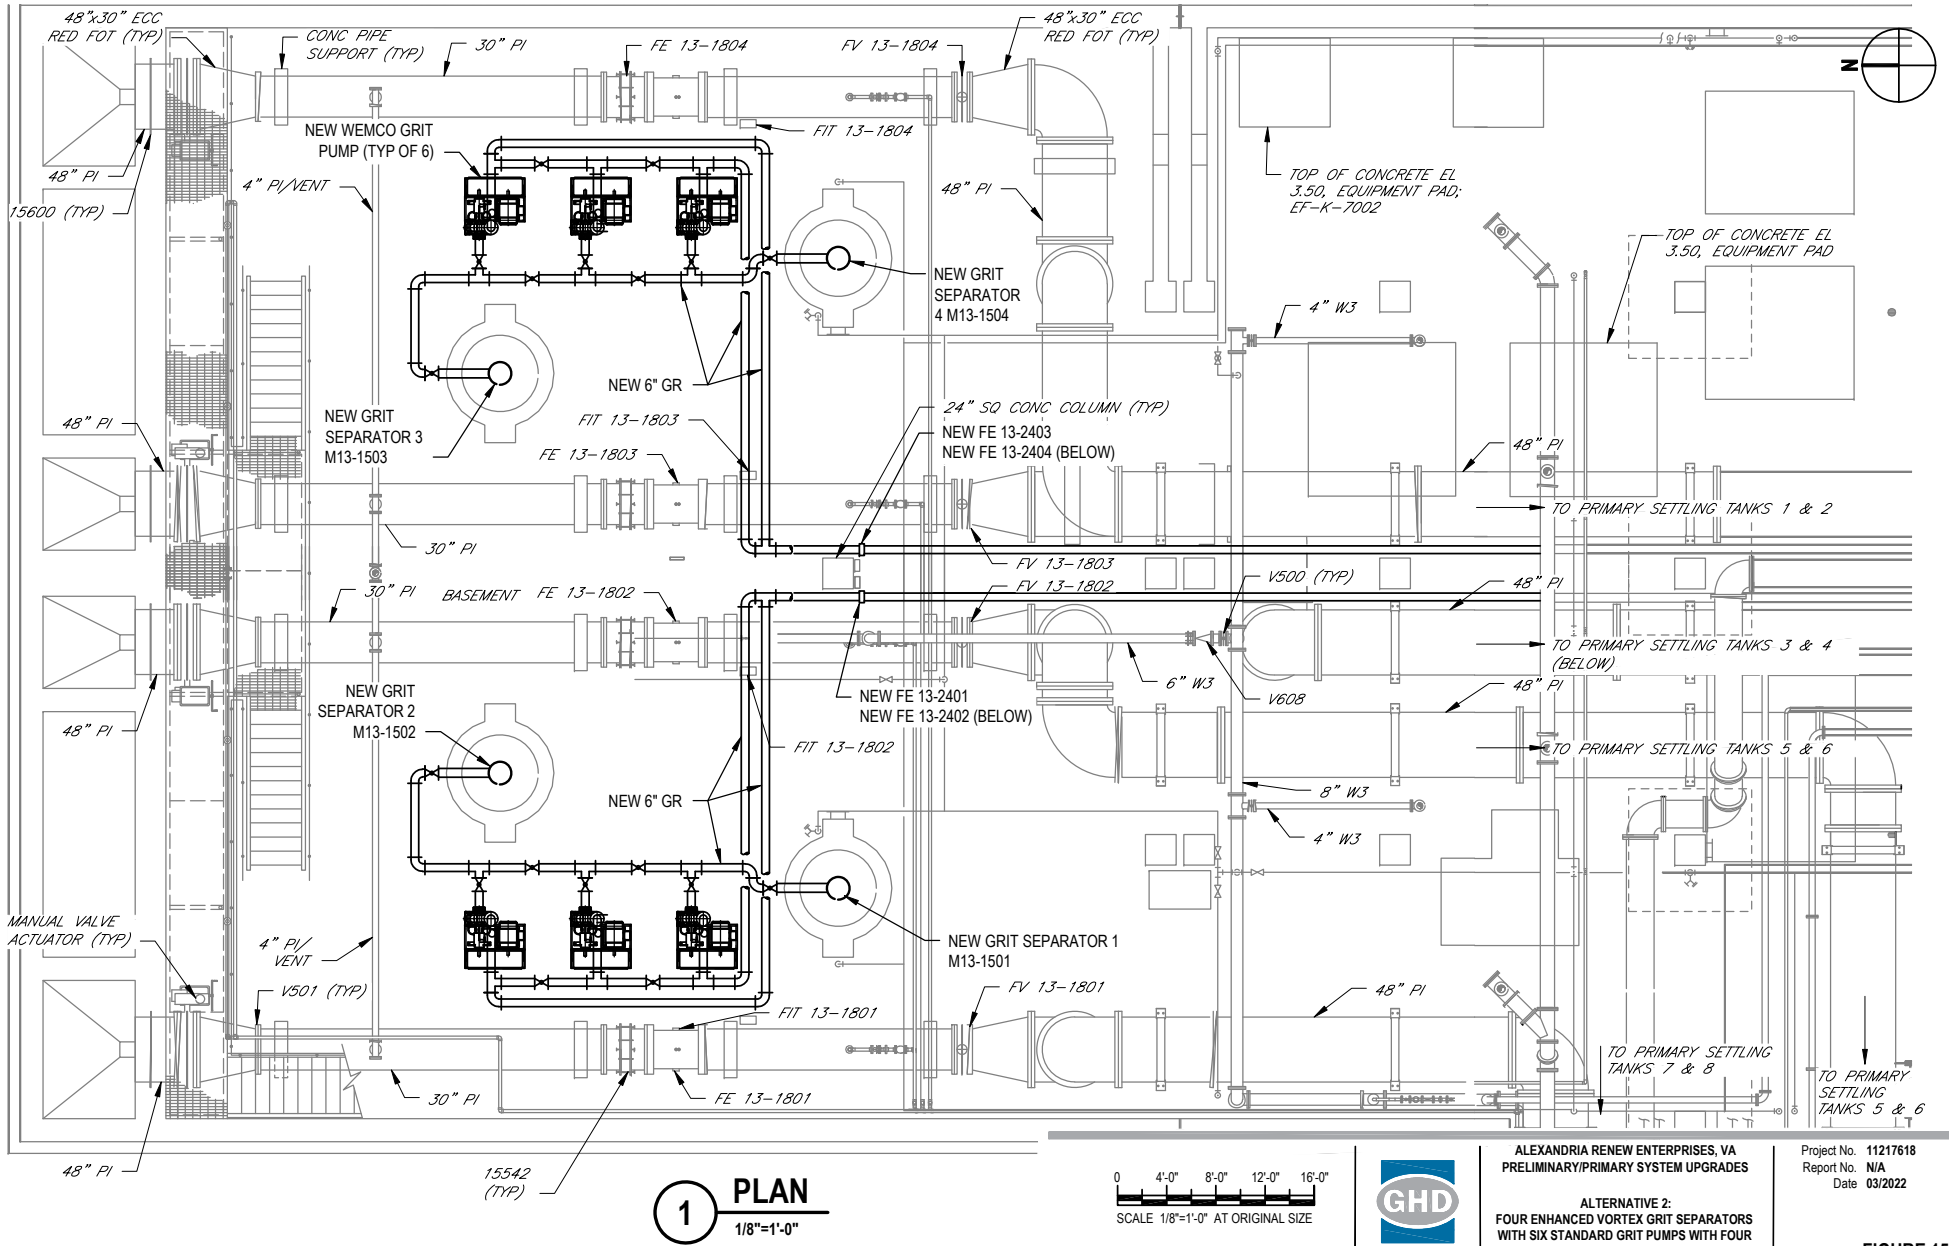 48"x30" ECC
RED FOT (TYP)
CONC PIPE
SUPPORT (TYP)
30" PI
FE 13-1804
FV 13-1804
48"x30" ECC
RED FOT (TYP)
N
NEW WEMCO GRIT
PUMP (TYP OF 6)
FIT 13-1804
48" PI
4" PI/VENT
48" PI
TOP OF CONCRETE EL
3.50, EQUIPMENT PAD;
EF-K-7002
15600 (TYP)
TOP OF CONCRETE EL
3.50, EQUIPMENT PAD
NEW GRIT
SEPARATOR
4 M13-1504
4" W3
NEW 6" GR
NEW GRIT
SEPARATOR 3
M13-1503
FIT 13-1803
24" SQ CONC COLUMN (TYP)
NEW FE 13-2403
NEW FE 13-2404 (BELOW)
48" PI
FE 13-1803
48" PI
TO PRIMARY SETTLING TANKS 1 & 2
30" PI
FV 13-1803
V500 (TYP)
30" PI
BASEMENT
FE 13-1802
FV 13-1802
48" PI
TO PRIMARY SETTLING TANKS 3 & 4
(BELOW)
NEW GRIT
SEPARATOR 2
M13-1502
6" W3
V608
48" PI
NEW FE 13-2401
NEW FE 13-2402 (BELOW)
48" PI
FIT 13-1802
TO PRIMARY SETTLING TANKS 5 & 6
NEW 6" GR
8" W3
4" W3
MANUAL VALVE
ACTUATOR (TYP)
4" PI/
VENT
NEW GRIT SEPARATOR 1
M13-1501
V501 (TYP)
FV 13-1801
48" PI
FIT 13-1801
TO PRIMARY SETTLING
TANKS 7 & 8
TO PRIMARY
SETTLING
TANKS 5 & 6
30" PI
FE 13-1801
48" PI
15542
(TYP)
1
PLAN
1/8"=1'-0"
0 4'-0" 8'-0" 12'-0" 16'-0"
SCALE 1/8"=1'-0" AT ORIGINAL SIZE
GHD
ALEXANDRIA RENEW ENTERPRISES, VA
PRELIMINARY/PRIMARY SYSTEM UPGRADES
ALTERNATIVE 2:
FOUR ENHANCED VORTEX GRIT SEPARATORS
WITH SIX STANDARD GRIT PUMPS WITH FOUR
Project No. 11217618
Report No. N/A
Date 03/2022